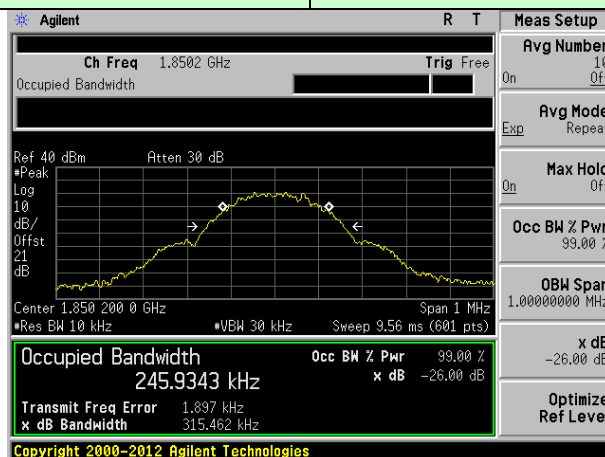 Agilent R T Meas Setup
Ch Freq 1.8502 GHz Trig Free
Occupied Bandwidth
Avg Number
10
On Off
Avg Mode
Exp Repeat
Max Hold
On Off
Occ BW % Pwr
99.00 %
OBW Span
1.00000000 MHz
x dB
-26.00 dB
Optimize
Ref Level
Ref 40 dBm Atten 30 dB
#Peak
Log
10
dB/
Offst
21
dB
Center 1.850 200 0 GHz Span 1 MHz
#Res BW 10 kHz #VBW 30 kHz Sweep 9.56 ms (601 pts)
Occupied Bandwidth Occ BW % Pwr 99.00 %
245.9343 kHz x dB -26.00 dB
Transmit Freq Error 1.897 kHz
x dB Bandwidth 315.462 kHz
Copyright 2000-2012 Agilent Technologies